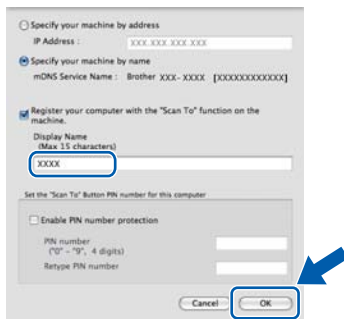 Specify your machine by address
IP Address : XXX.XXX.XXX.XXX
Specify your machine by name
mDNS Service Name : Brother XXX-XXXX [XXXXXXXXXXXX]
Register your computer with the "Scan To" function on the
machine.
Display Name
(Max 15 characters)
XXXX
Set the "Scan To" Button PIN number for this computer
Enable PIN number protection
PIN number
("0" - "9", 4 digits)
Retype PIN number
Cancel OK